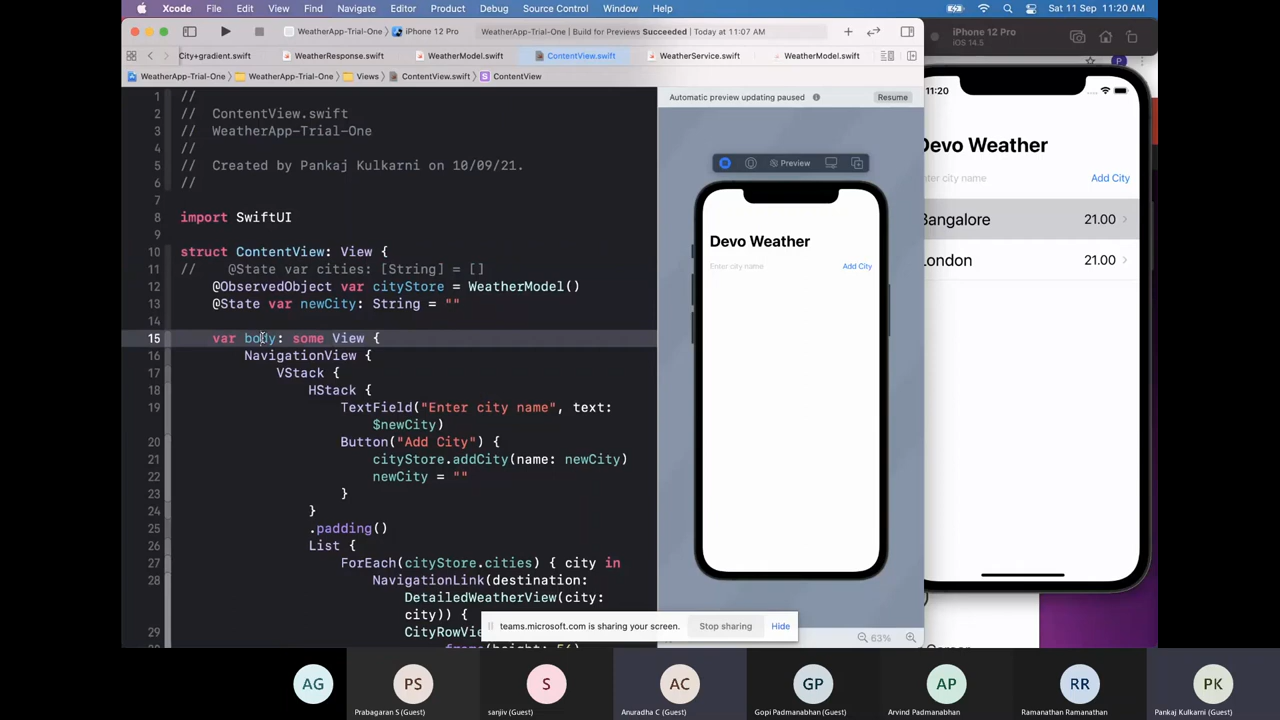 Xcode File Edit View Find Navigate Editor Product Debug Source Control Window Help
Sat 11 Sep 11:20 AM
WeatherApp-Trial-One iPhone 12 Pro
WeatherApp-Trial-One | Build for Previews Succeeded | Today at 11:07 AM
City+gradient.swift WeatherResponse.swift WeatherModel.swift ContentView.swift WeatherService.swift WeatherModel.swift
WeatherApp-Trial-One WeatherApp-Trial-One Views ContentView.swift S ContentView
1 //
2 // ContentView.swift
3 // WeatherApp-Trial-One
4 //
5 // Created by Pankaj Kulkarni on 10/09/21.
6 //
7
8 import SwiftUI
9
10 struct ContentView: View {
11 // @State var cities: [String] = []
12 @ObservedObject var cityStore = WeatherModel()
13 @State var newCity: String = ""
14
15 var body: some View {
16 NavigationView {
17 VStack {
18 HStack {
19 TextField("Enter city name", text:
$newCity)
20 Button("Add City") {
21 cityStore.addCity(name: newCity)
22 newCity = ""
23 }
24 }
25 .padding()
26 List {
27 ForEach(cityStore.cities) { city in
28 NavigationLink(destination:
DetailedWeatherView(city:
city)) {
29 CityRowVi
Automatic preview updating paused Resume
Preview
Devo Weather
Enter city name Add City
63%
iPhone 12 Pro
iOS 14.5
P
11:20
Devo Weather
nter city name Add City
Bangalore 21.00
London 21.00
teams.microsoft.com is sharing your screen. Stop sharing Hide
AG PS S AC GP AP RR PK
Prabagaran S (Guest) sanjiv (Guest) Anuradha C (Guest) Gopi Padmanabhan Arvind Padmanabhan Ramanathan Ramanathan Pankaj Kulkarni (Guest)